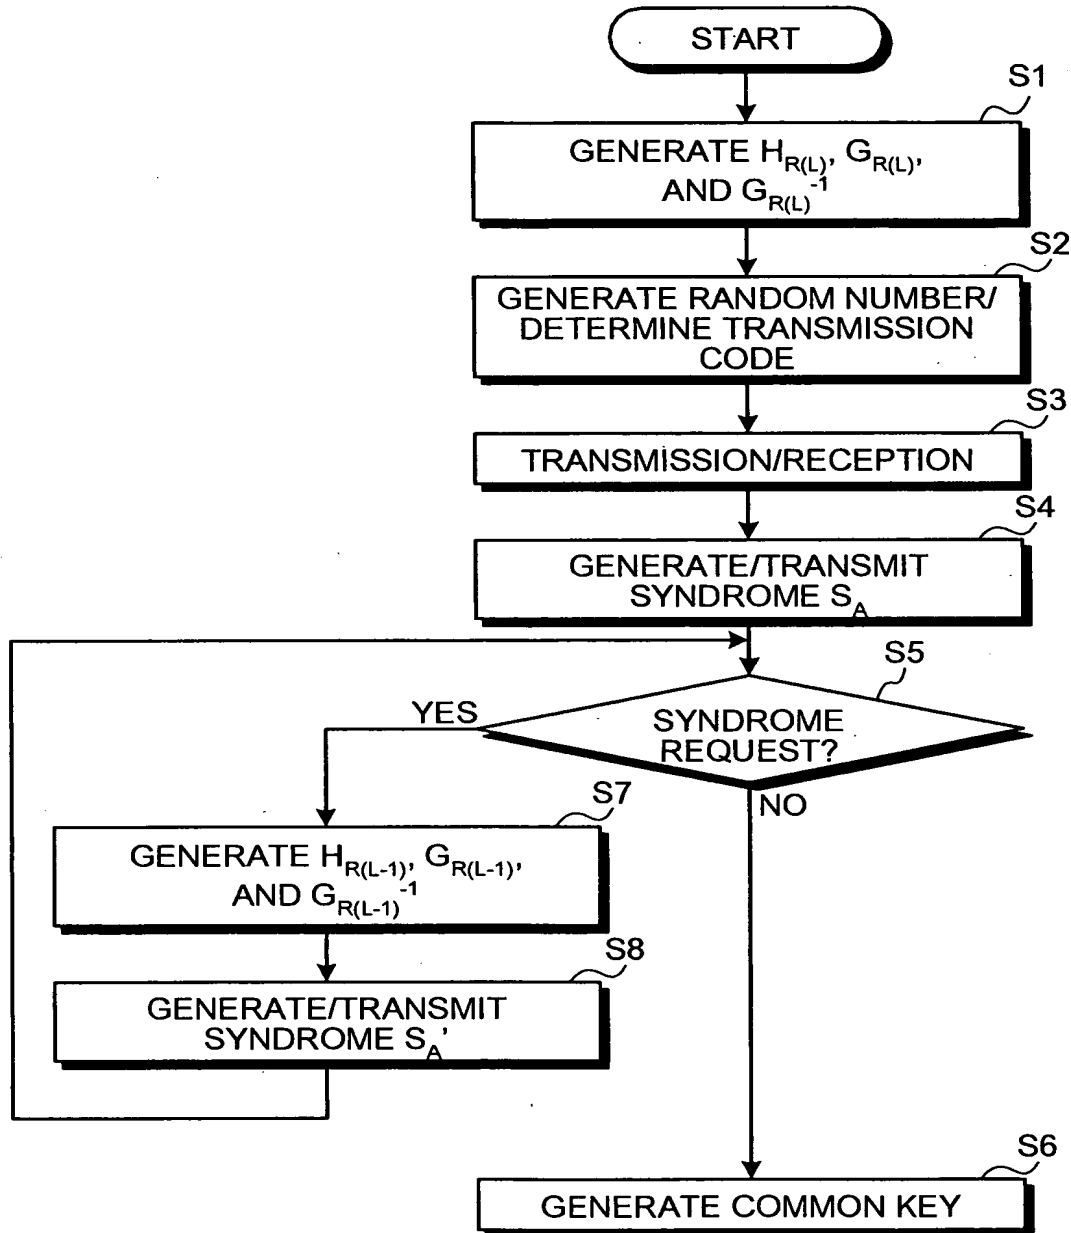 START
S1
GENERATE H_R(L), G_R(L),
AND G_R(L)^-1
S2
GENERATE RANDOM NUMBER/
DETERMINE TRANSMISSION
CODE
S3
TRANSMISSION/RECEPTION
S4
GENERATE/TRANSMIT
SYNDROME S_A
S5
YES
SYNDROME
REQUEST?
NO
S7
GENERATE H_R(L-1), G_R(L-1),
AND G_R(L-1)^-1
S8
GENERATE/TRANSMIT
SYNDROME S_A'
S6
GENERATE COMMON KEY